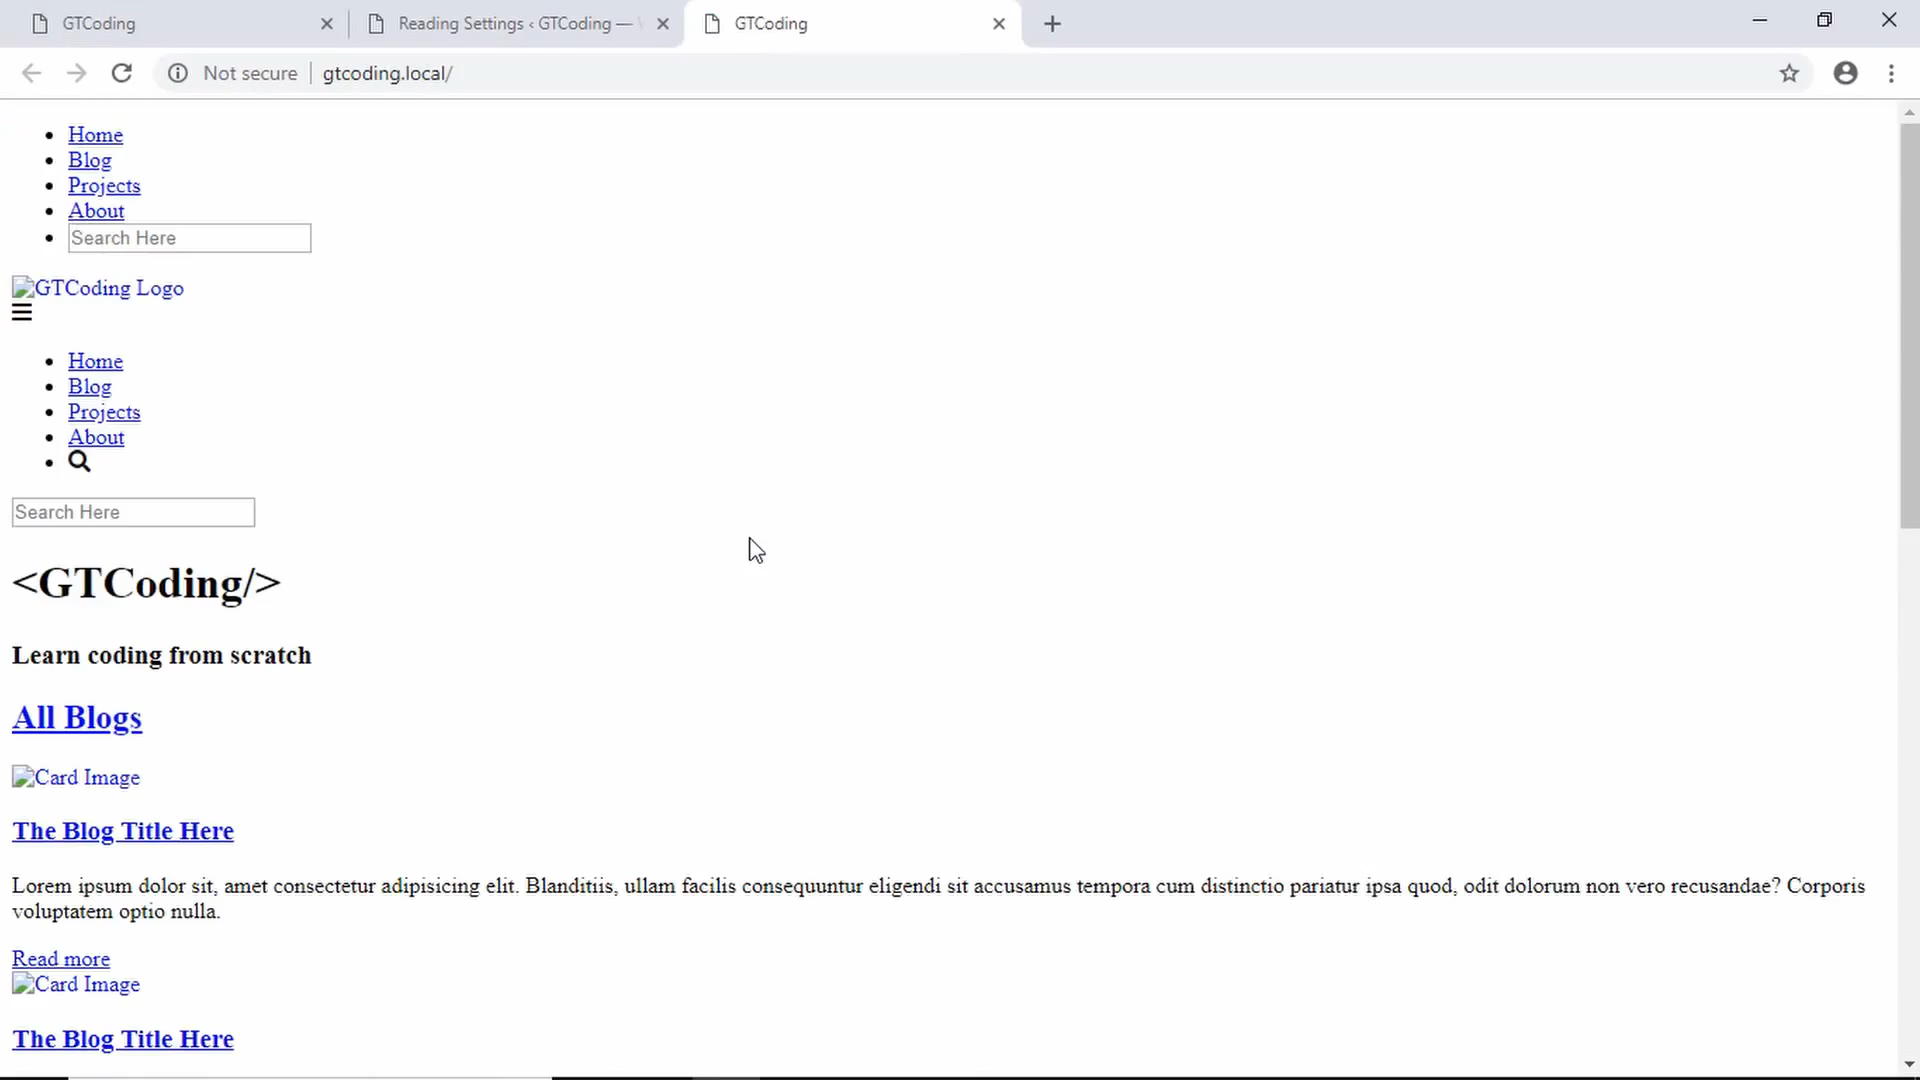 GTCoding
Reading Settings ‹ GTCoding —
GTCoding
Not secure
gtcoding.local/
Home
Blog
Projects
About
Search Here
GTCoding Logo
Home
Blog
Projects
About
Search Here
<GTCoding/>
Learn coding from scratch
All Blogs
Card Image
The Blog Title Here
Lorem ipsum dolor sit, amet consectetur adipisicing elit. Blanditiis, ullam facilis consequuntur eligendi sit accusamus tempora cum distinctio pariatur ipsa quod, odit dolorum non vero recusandae? Corporis
voluptatem optio nulla.
Read more
Card Image
The Blog Title Here